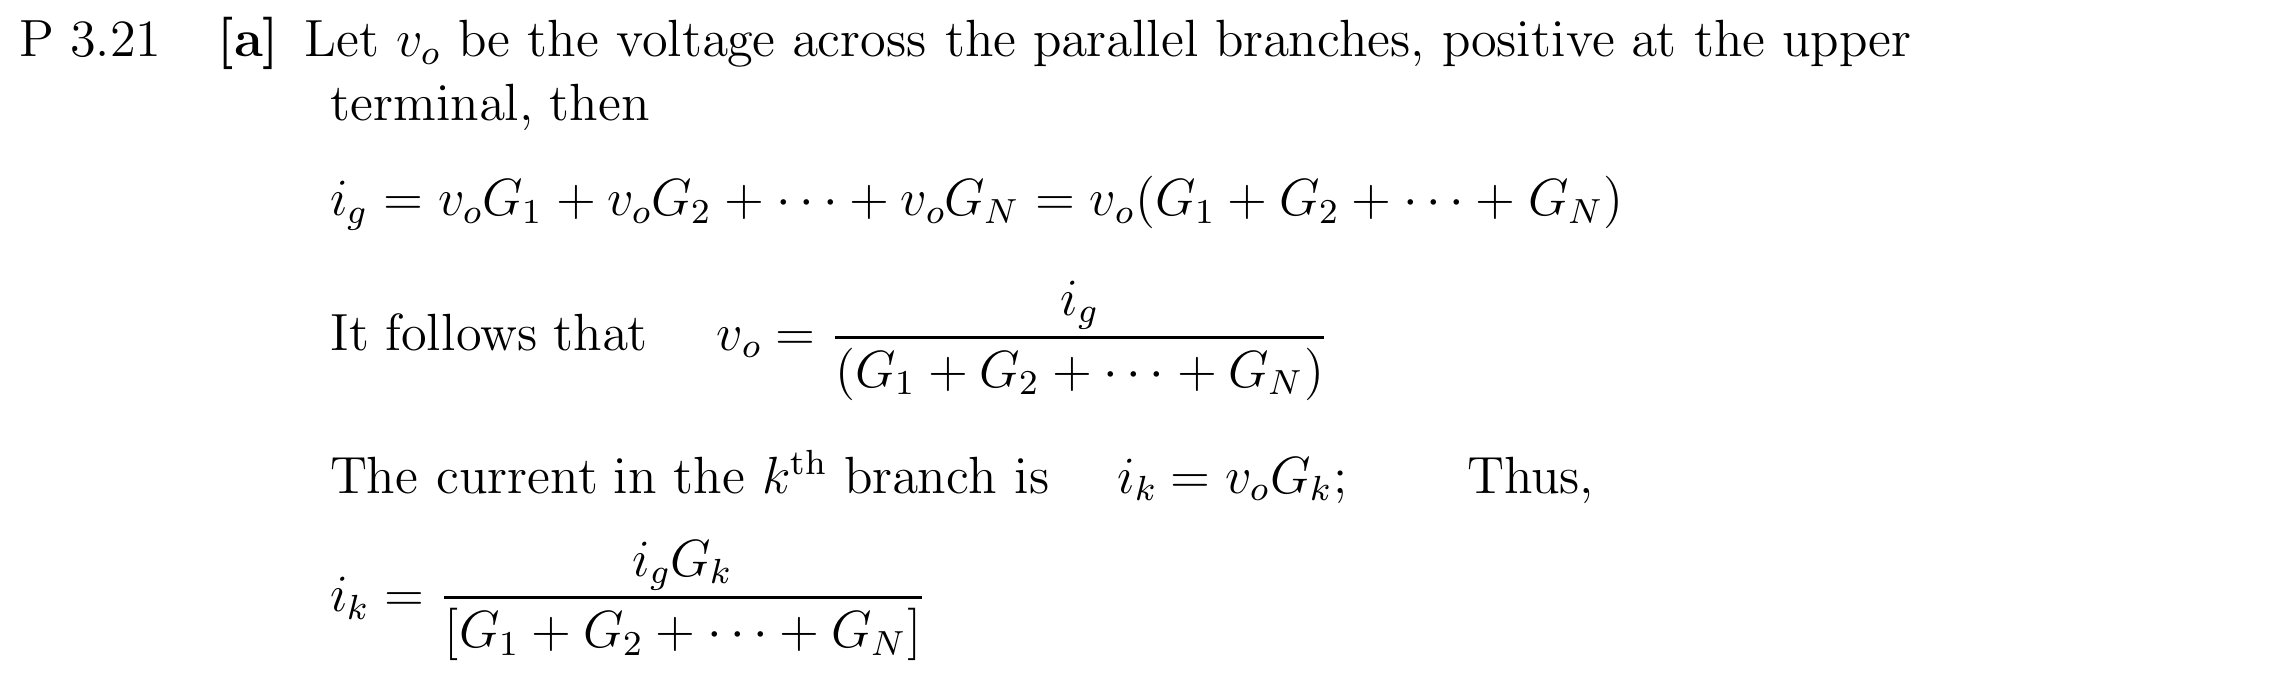 P 3.21 [a] Let v_o be the voltage across the parallel branches, positive at the upper
terminal, then
i_g = v_oG_1 + v_oG_2 + ··· + v_oG_N = v_o(G_1 + G_2 + ··· + G_N)
It follows that v_o = i_g / (G_1 + G_2 + ··· + G_N)
The current in the k^th branch is i_k = v_oG_k; Thus,
i_k = i_gG_k / [G_1 + G_2 + ··· + G_N]